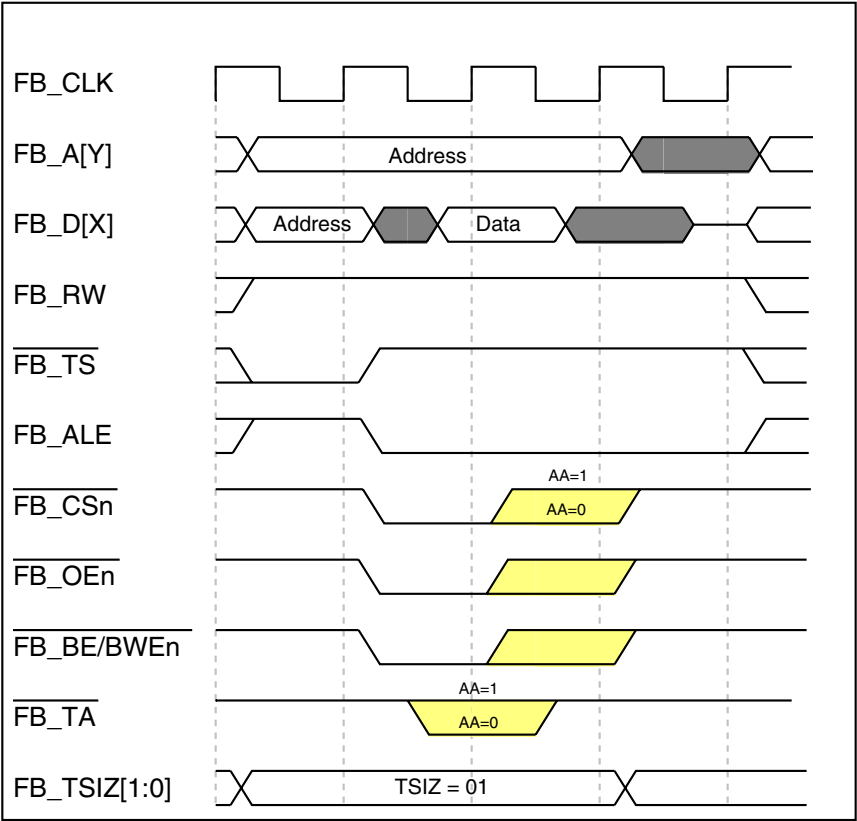 FB_CLK
FB_A[Y]
Address
FB_D[X]
Address
Data
FB_RW
FB_TS
FB_ALE
AA=1
FB_CSn
AA=0
FB_OEn
FB_BE/BWEn
AA=1
FB_TA
AA=0
FB_TSIZ[1:0]
TSIZ = 01